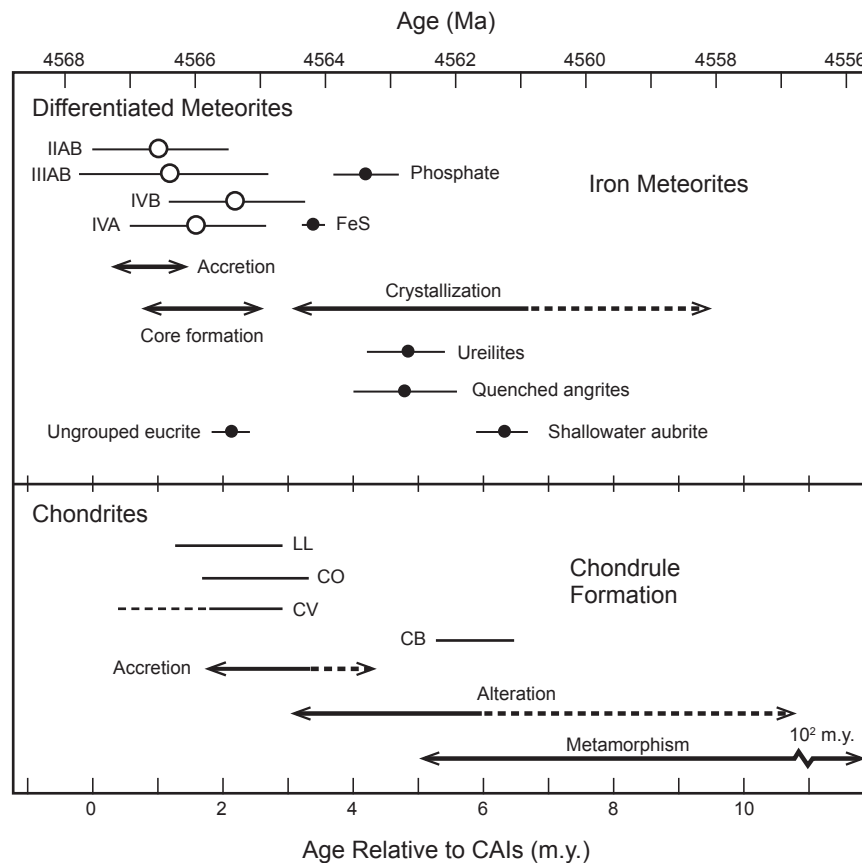 Age (Ma)
4568 4566 4564 4562 4560 4558 4556
Differentiated Meteorites
IIAB
IIIAB Phosphate
Iron Meteorites
IVB
IVA FeS
Accretion
Crystallization
Core formation
Ureilites
Quenched angrites
Ungrouped eucrite Shallowater aubrite
Chondrites
LL
Chondrule
Formation
CO
CV
CB
Accretion
Alteration
10² m.y.
Metamorphism
0 2 4 6 8 10
Age Relative to CAIs (m.y.)